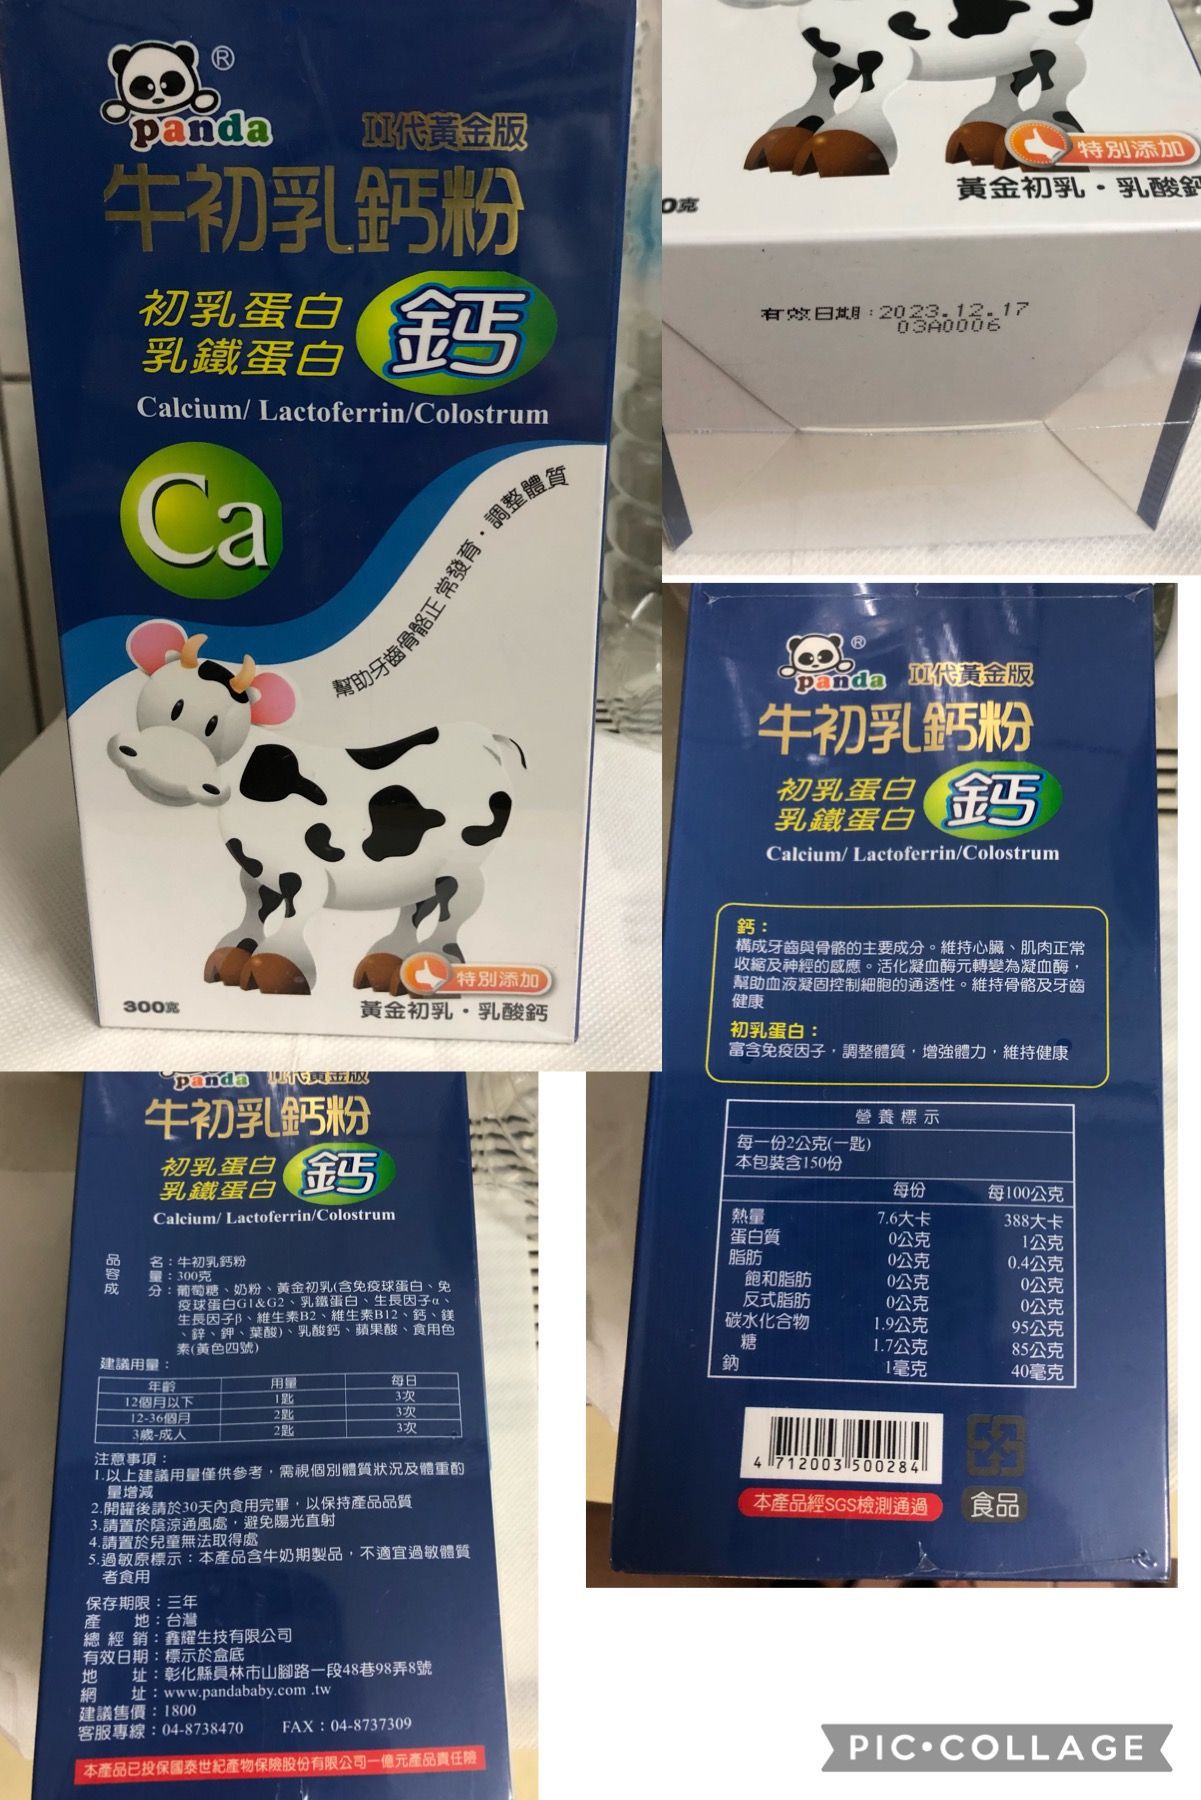 panda®
II代黃金版
牛初乳鈣粉
初乳蛋白
乳鐵蛋白
鈣
Calcium/ Lactoferrin/Colostrum
Ca
幫助牙齒骨骼正常發育・調整體質
特別添加
黃金初乳・乳酸鈣
300克
特別添加
黃金初乳・乳酸鈣
0克
有效日期:2023.12.17
03A0006
panda®
II代黃金版
牛初乳鈣粉
初乳蛋白
乳鐵蛋白
鈣
Calcium/ Lactoferrin/Colostrum
鈣：
構成牙齒與骨骼的主要成分。維持心臟、肌肉正常
收縮及神經的感應。活化凝血酶元轉變為凝血酶，
幫助血液凝固控制細胞的通透性。維持骨骼及牙齒
健康
初乳蛋白：
富含免疫因子，調整體質，增強體力，維持健康
營養標示
每一份2公克(一匙)
本包裝含150份
每份 每100公克
熱量 7.6大卡 388大卡
蛋白質 0公克 1公克
脂肪 0公克 0.4公克
飽和脂肪 0公克 0公克
反式脂肪 0公克 0公克
碳水化合物 1.9公克 95公克
糖 1.7公克 85公克
鈉 1毫克 40毫克
4 712003 500284
本產品經SGS檢測通過
食品
panda II代黃金版
牛初乳鈣粉
初乳蛋白
乳鐵蛋白
鈣
Calcium/ Lactoferrin/Colostrum
品名：牛初乳鈣粉
容量：300克
成分：葡萄糖、奶粉、黃金初乳(含免疫球蛋白、免
疫球蛋白G1&G2、乳鐵蛋白、生長因子α、
生長因子β、維生素B2、維生素B12、鈣、鎂
、鋅、鉀、葉酸)、乳酸鈣、蘋果酸、食用色
素(黃色四號)
建議用量：
年齡 用量 每日
12個月以下 1匙 3次
12-36個月 2匙 3次
3歲-成人 2匙 3次
注意事項：
1.以上建議用量僅供參考，需視個別體質狀況及體重酌
量增減
2.開罐後請於30天內食用完畢，以保持產品品質
3.請置於陰涼通風處，避免陽光直射
4.請置於兒童無法取得處
5.過敏原標示：本產品含牛奶期製品，不適宜過敏體質
者食用
保存期限：三年
產地：台灣
總經銷：鑫耀生技有限公司
有效日期：標示於盒底
地址：彰化縣員林市山腳路一段48巷98弄8號
網址：www.pandababy.com .tw
建議售價：1800
客服專線：04-8738470 FAX：04-8737309
本產品已投保國泰世紀產物保險股份有限公司一億元產品責任險
PIC•COLLAGE